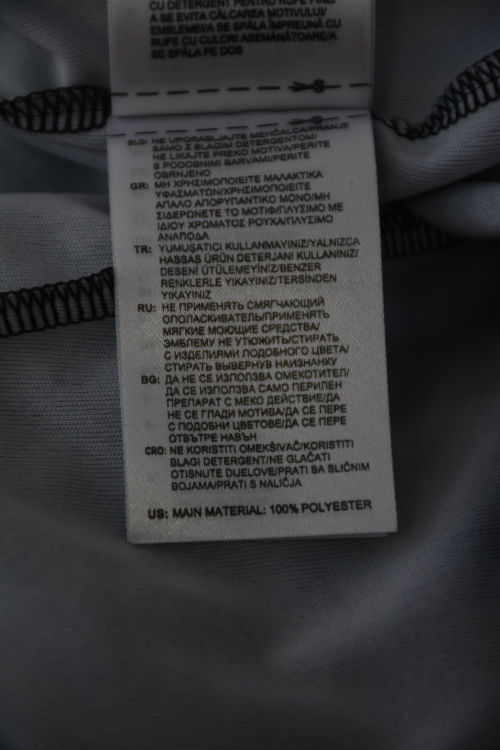 CU DETERGENT PENTRU RUFE FINE/
A SE EVITA CĂLCAREA MOTIVULUI/
EMBLEMEI/A SE SPĂLA ÎMPREUNĂ CU
RUFE CU CULORI ASEMĂNĂTOARE/A
SE SPĂLA PE DOS
SLO: NE UPORABLJAJTE MEHČALCA/PRANJE
SAMO Z BLAGIM DETERGENTOM/
NE LIKAJTE PREKO MOTIVA/PERITE
S PODOBNIMI BARVAMI/PERITE
OBRNJENO
GR: ΜΗ ΧΡΗΣΙΜΟΠΟΙΕΙΤΕ ΜΑΛΑΚΤΙΚΑ
ΥΦΑΣΜΑΤΩΝ/ΧΡΗΣΙΜΟΠΟΙΕΙΤΕ
ΑΠΑΛΟ ΑΠΟΡΥΠΑΝΤΙΚΟ ΜΟΝΟ/ΜΗ
ΣΙΔΕΡΩΝΕΤΕ ΤΟ ΜΟΤΙΦ/ΠΛΥΣΙΜΟ ΜΕ
ΙΔΙΟΥ ΧΡΩΜΑΤΟΣ ΡΟΥΧΑ/ΠΛΥΣΙΜΟ
ΑΝΑΠΟΔΑ
TR: YUMUŞATICI KULLANMAYINIZ/YALNIZCA
HASSAS ÜRÜN DETERJANI KULLANINIZ/
DESENİ ÜTÜLEMEYİNİZ/BENZER
RENKLERLE YIKAYINIZ/TERSİNDEN
YIKAYINIZ
RU: НЕ ПРИМЕНЯТЬ СМЯГЧАЮЩИЙ
ОПОЛАСКИВАТЕЛЬ/ПРИМЕНЯТЬ
МЯГКИЕ МОЮЩИЕ СРЕДСТВА/
ЭМБЛЕМУ НЕ УТЮЖИТЬ/СТИРАТЬ
С ИЗДЕЛИЯМИ ПОДОБНОГО ЦВЕТА/
СТИРАТЬ ВЫВЕРНУВ НАИЗНАНКУ
BG: ДА НЕ СЕ ИЗПОЛЗВА ОМЕКОТИТЕЛ/
ДА СЕ ИЗПОЛЗВА САМО ПЕРИЛЕН
ПРЕПАРАТ С МЕКО ДЕЙСТВИЕ/ДА
НЕ СЕ ГЛАДИ МОТИВА/ДА СЕ ПЕРЕ
С ПОДОБНИ ЦВЕТОВЕ/ДА СЕ ПЕРЕ
ОТВЪТРЕ НАВЪН
CRO: NE KORISTITI OMEKŠIVAČ/KORISTITI
BLAGI DETERGENT/NE GLAČATI
OTISNUTE DIJELOVE/PRATI SA SLIČNIM
BOJAMA/PRATI S NALIČJA
US: MAIN MATERIAL: 100% POLYESTER